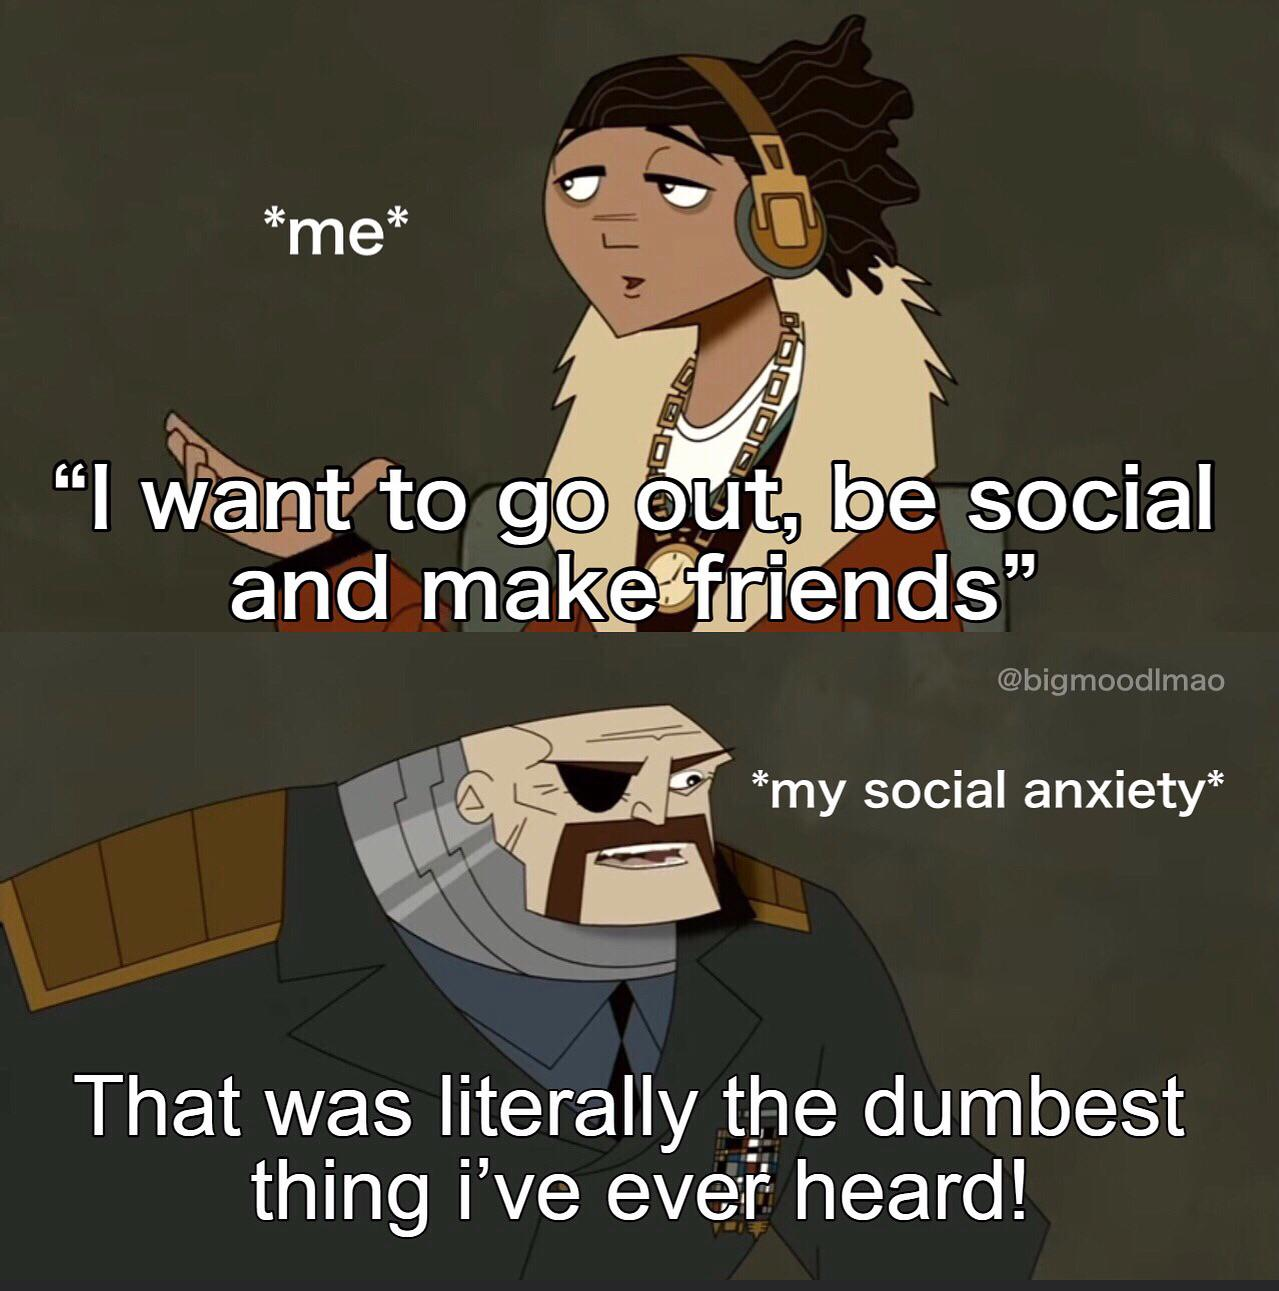 *me*
“I want to go out, be social
and make friends”
@bigmoodlmao
*my social anxiety*
That was literally the dumbest
thing i’ve ever heard!